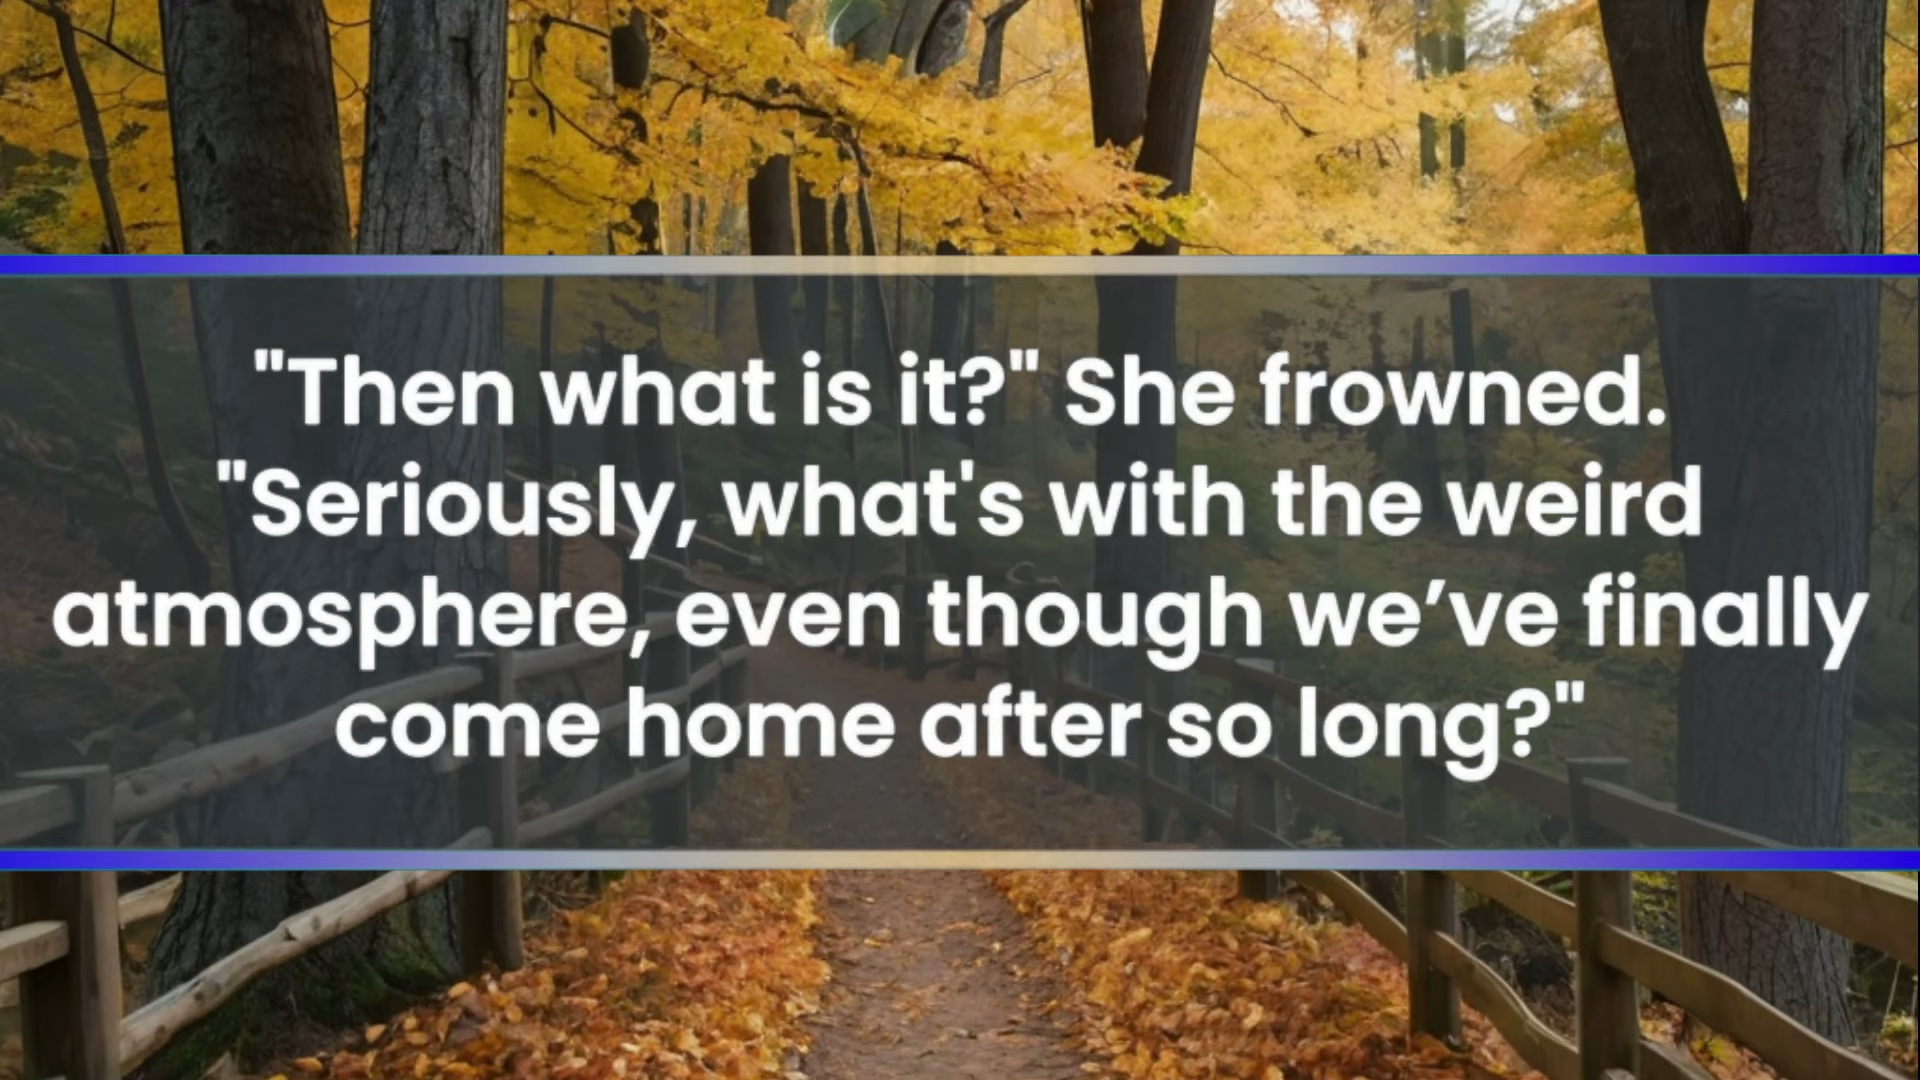 "Then what is it?" She frowned.
"Seriously, what's with the weird
atmosphere, even though we’ve finally
come home after so long?"